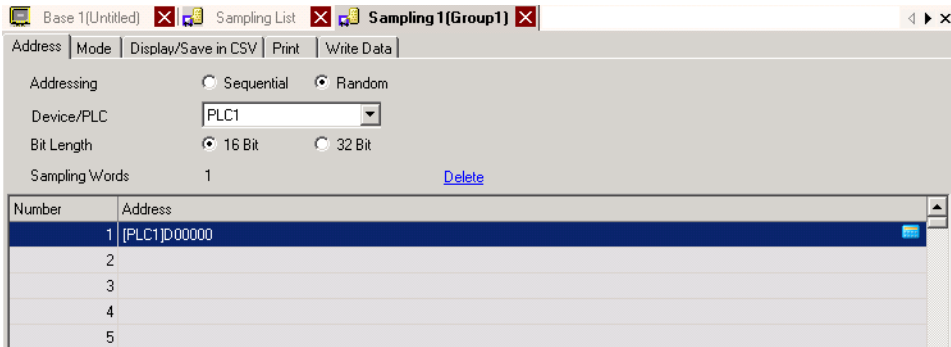 Base 1(Untitled) Sampling List Sampling 1(Group1)
Address Mode Display/Save in CSV Print Write Data
Addressing Sequential Random
Device/PLC PLC1
Bit Length 16 Bit 32 Bit
Sampling Words 1 Delete
Number Address
1 [PLC1]D00000
2
3
4
5